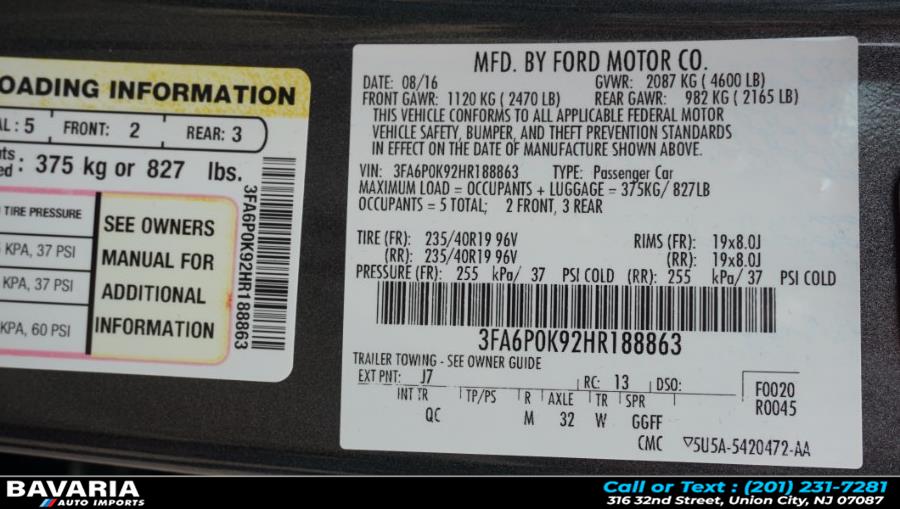 OADING INFORMATION
AL: 5 FRONT: 2 REAR: 3
375 kg or 827 lbs.
TIRE PRESSURE
KPA, 37 PSI
KPA, 37 PSI
KPA, 60 PSI
SEE OWNERS
MANUAL FOR
ADDITIONAL
INFORMATION
3FA6P0K92HR188863
MFD. BY FORD MOTOR CO.
DATE: 08/16 GVWR: 2087 KG ( 4600 LB)
FRONT GAWR: 1120 KG ( 2470 LB) REAR GAWR: 982 KG ( 2165 LB)
THIS VEHICLE CONFORMS TO ALL APPLICABLE FEDERAL MOTOR
VEHICLE SAFETY, BUMPER, AND THEFT PREVENTION STANDARDS
IN EFFECT ON THE DATE OF MANUFACTURE SHOWN ABOVE.
VIN: 3FA6P0K92HR188863 TYPE: Passenger Car
MAXIMUM LOAD = OCCUPANTS + LUGGAGE = 375KG/ 827LB
OCCUPANTS = 5 TOTAL; 2 FRONT, 3 REAR
TIRE (FR): 235/40R19 96V RIMS (FR): 19x8.0J
(RR): 235/40R19 96V (RR): 19x8.0J
PRESSURE (FR): 255 kPa/ 37 PSI COLD (RR): 255 kPa/ 37 PSI COLD
3FA6P0K92HR188863
TRAILER TOWING - SEE OWNER GUIDE
EXT PNT: J7 RC: 13 DSO: F0020
INT TR TP/PS R AXLE TR SPR R0045
QC M 32 W GGFF
CMC ▽5U5A-5420472-AA
BAVARIA
AUTO IMPORTS
Call or Text : (201) 231-7281
316 32nd Street, Union City, NJ 07087